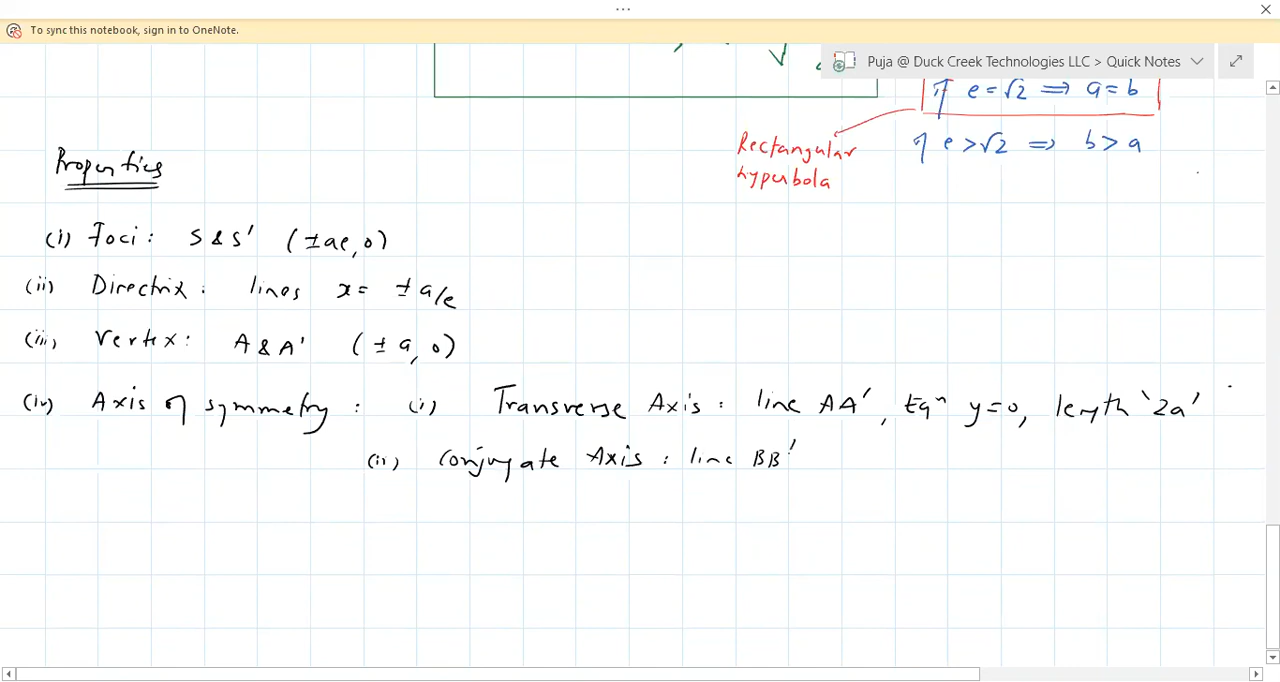 To sync this notebook, sign in to OneNote.
Puja @ Duck Creek Technologies LLC > Quick Notes
if e = √2 ⟹ a = b
if e > √2 ⟹ b > a
Rectangular
hyperbola
Properties
(i) Foci : S & S' (±ae, 0)
(ii) Directrix : lines x = ± a/e
(iii) Vertex : A & A' (± a, 0)
(iv) Axis of symmetry : (i) Transverse Axis : line AA', Eqⁿ y = 0, length '2a'
(ii) Conjugate Axis : line BB'